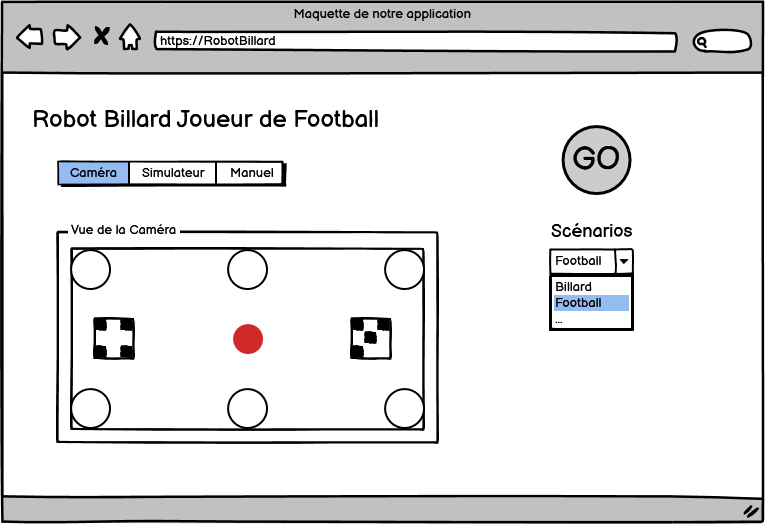 Maquette de notre application
https://RobotBillard
Robot Billard Joueur de Football
GO
Caméra Simulateur Manuel
Vue de la Caméra
Scénarios
Football
Billard
Football
...